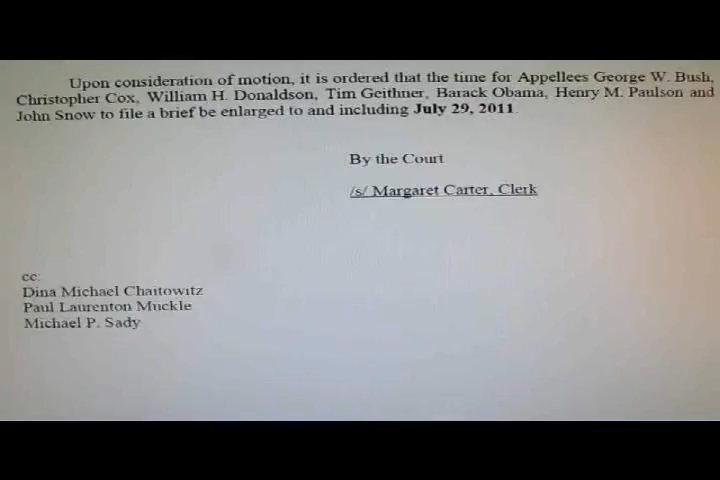 Upon consideration of motion, it is ordered that the time for Appellees George W. Bush,
Christopher Cox, William H. Donaldson, Tim Geithner, Barack Obama, Henry M. Paulson and
John Snow to file a brief be enlarged to and including July 29, 2011.
By the Court
/s/ Margaret Carter, Clerk
cc:
Dina Michael Chaitowitz
Paul Laurenton Muckle
Michael P. Sady